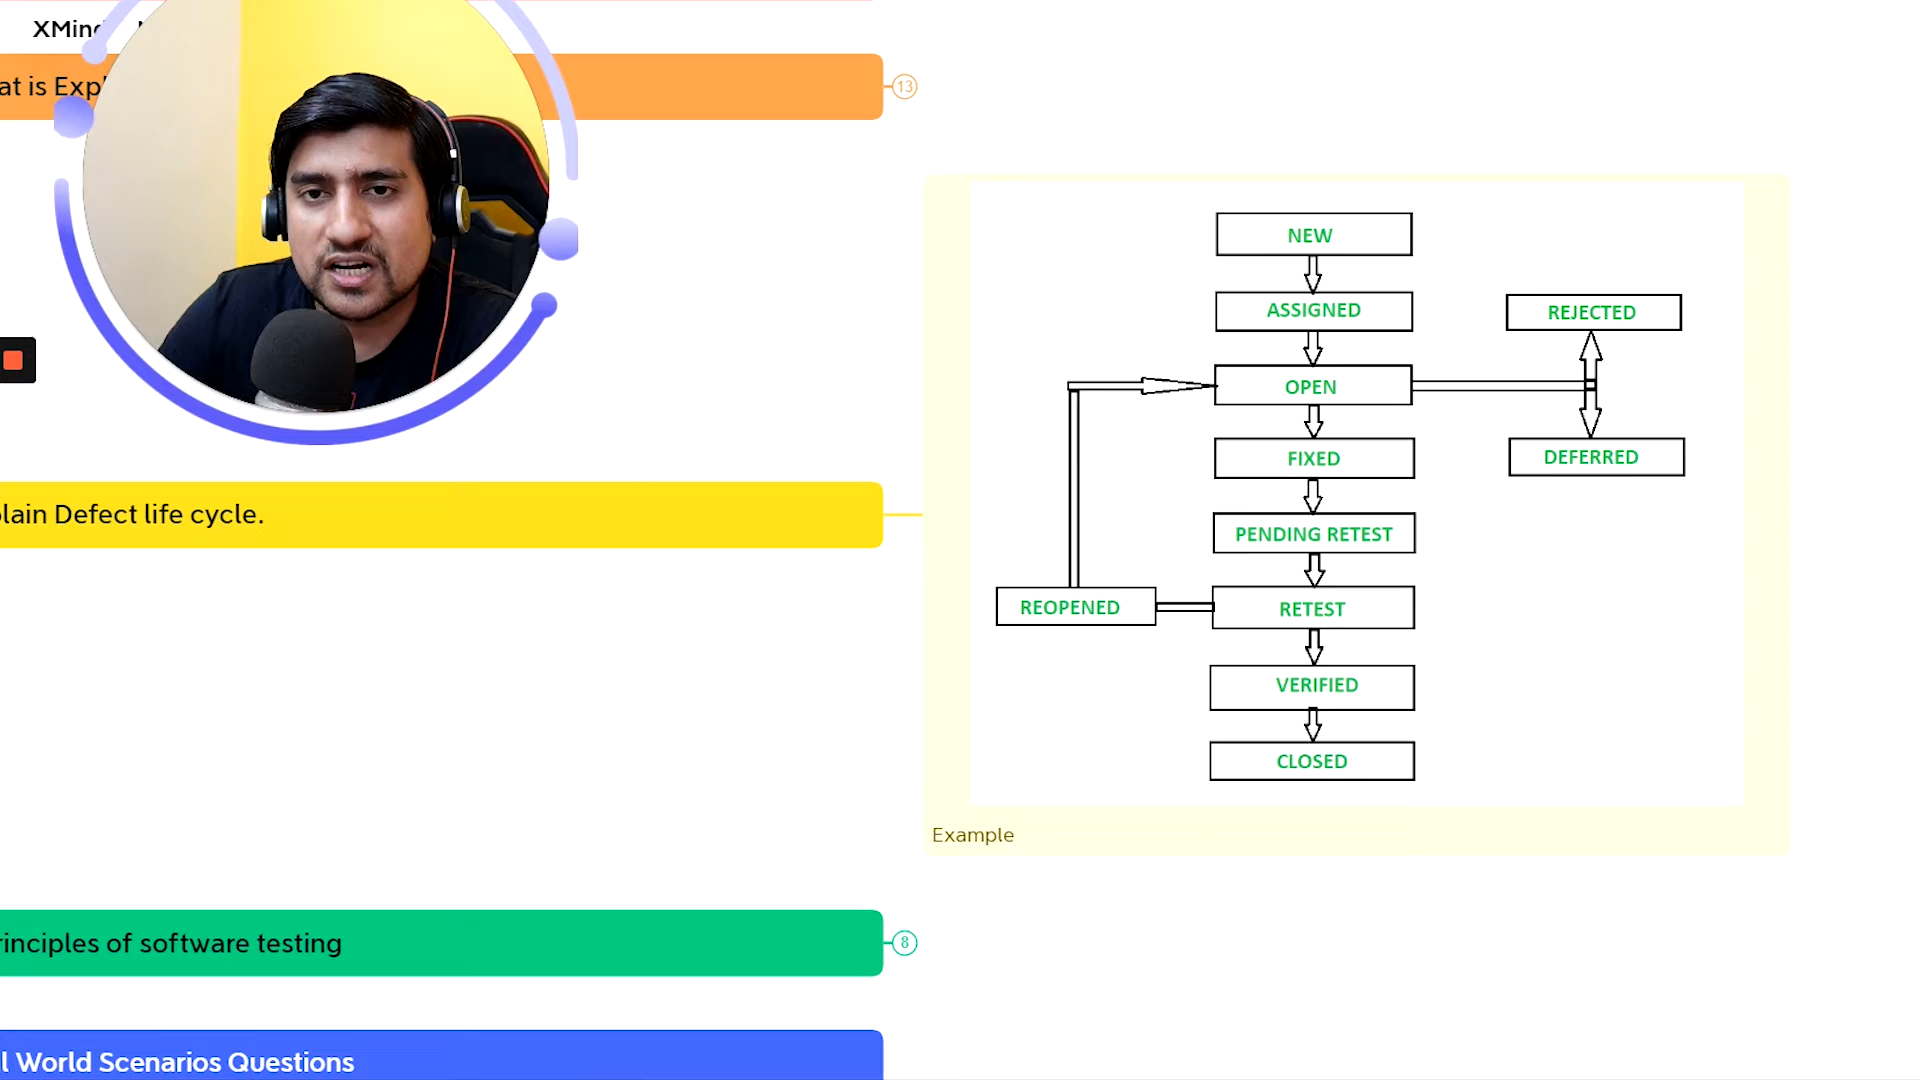 XMind
at is Exp
13
NEW
ASSIGNED
REJECTED
OPEN
FIXED
DEFERRED
lain Defect life cycle.
PENDING RETEST
REOPENED
RETEST
VERIFIED
CLOSED
Example
rinciples of software testing
8
l World Scenarios Questions